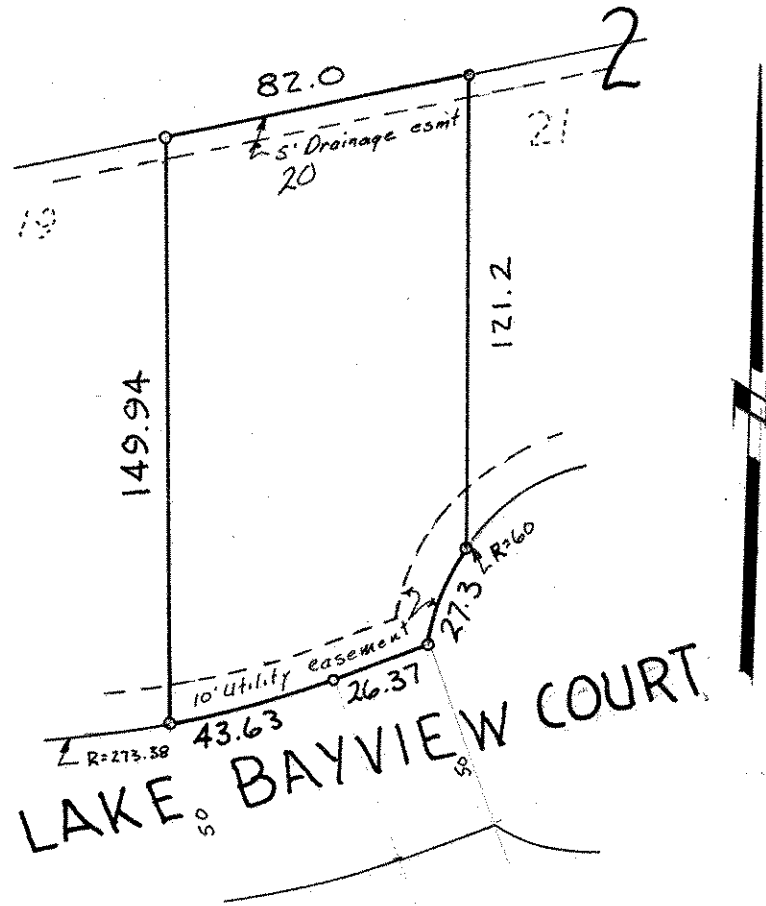 2
82.0
5' Drainage esmt
21
20
19
121.2
149.94
R=60
27.3
10' Utility easement
26.37
43.63
R=273.38
LAKE BAYVIEW COURT
50
50